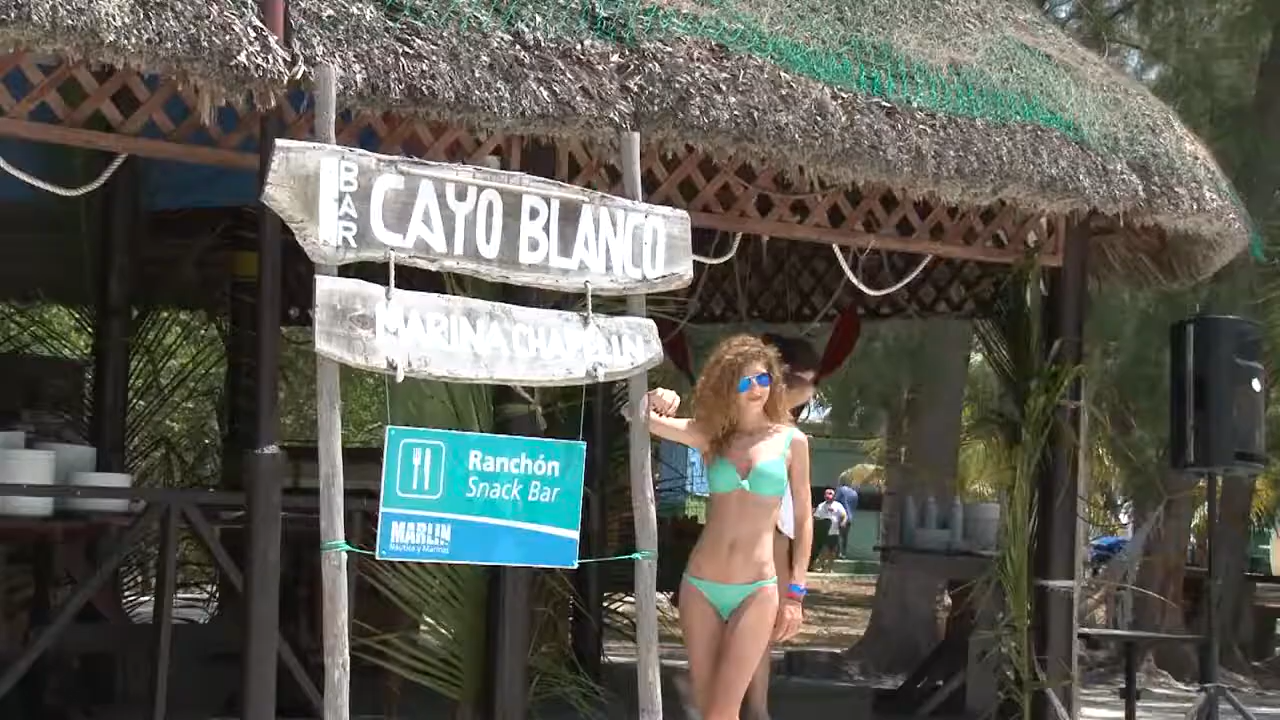 BAR
CAYO BLANCO
MARINA CHAPELIN
Ranchón
Snack Bar
MARLIN
Náutica y Marinas